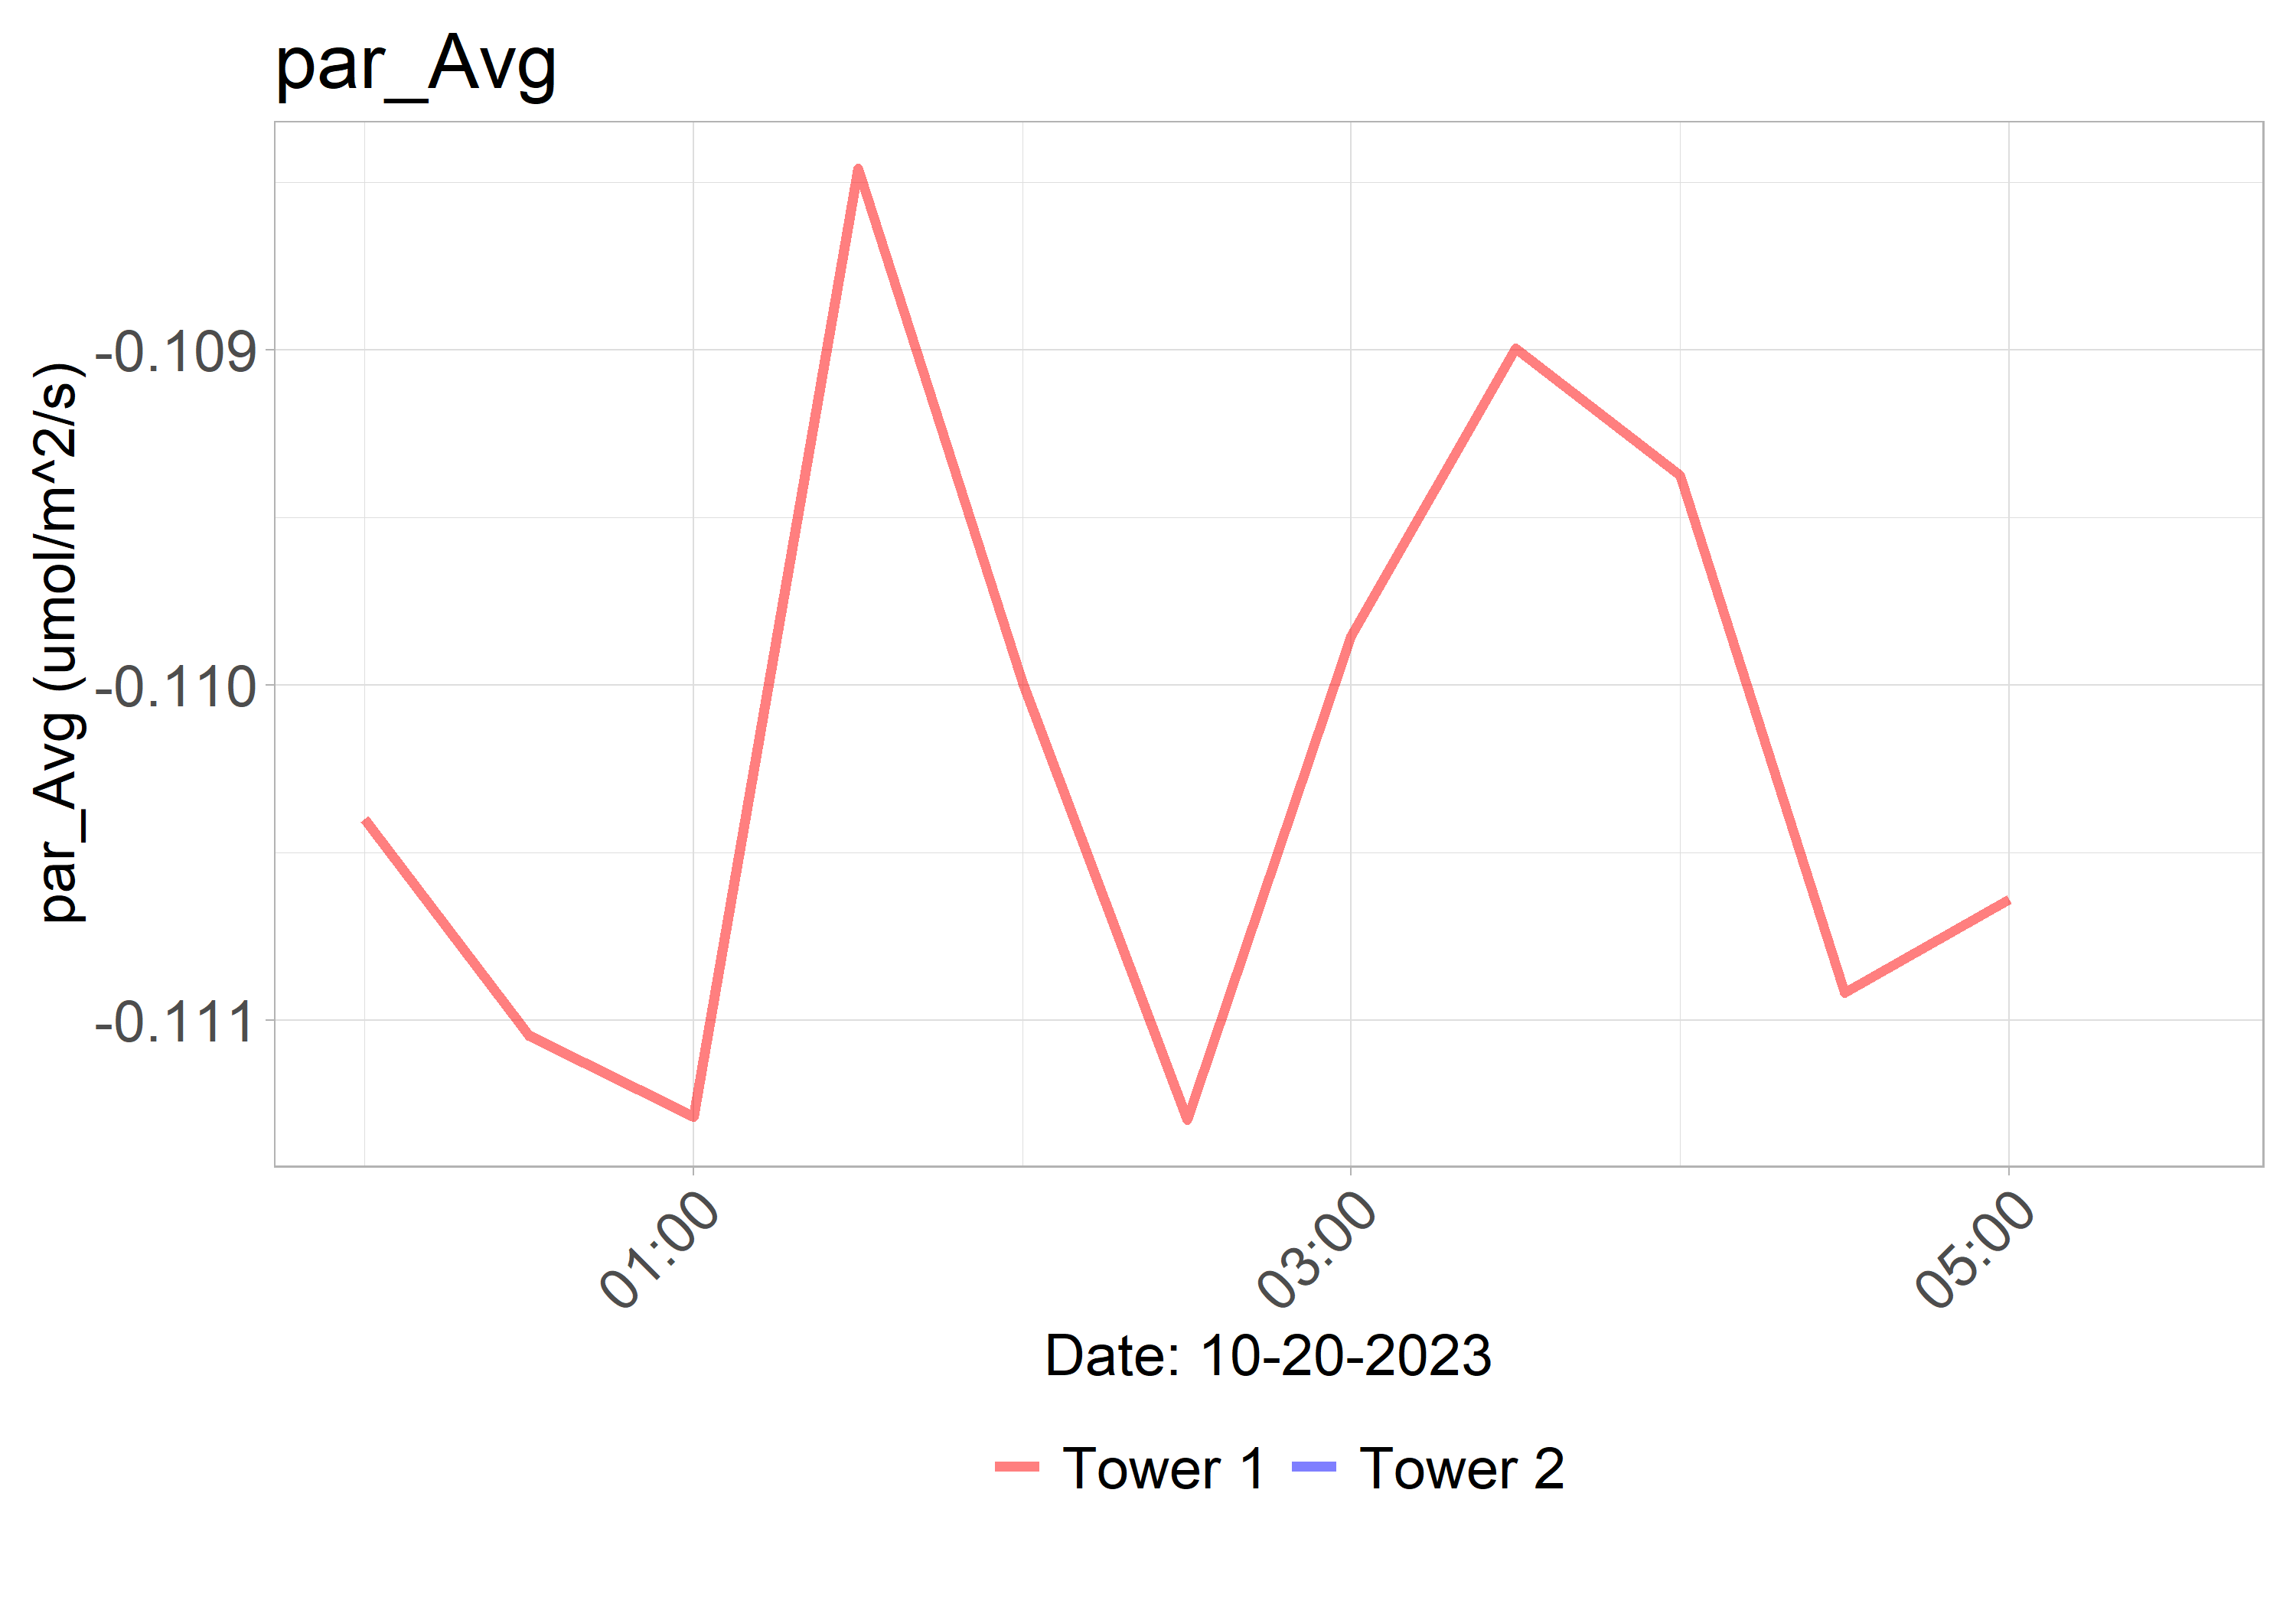 par_Avg
par_Avg (umol/m^2/s)
-0.109
-0.110
-0.111
01:00
03:00
05:00
Date: 10-20-2023
Tower 1
Tower 2